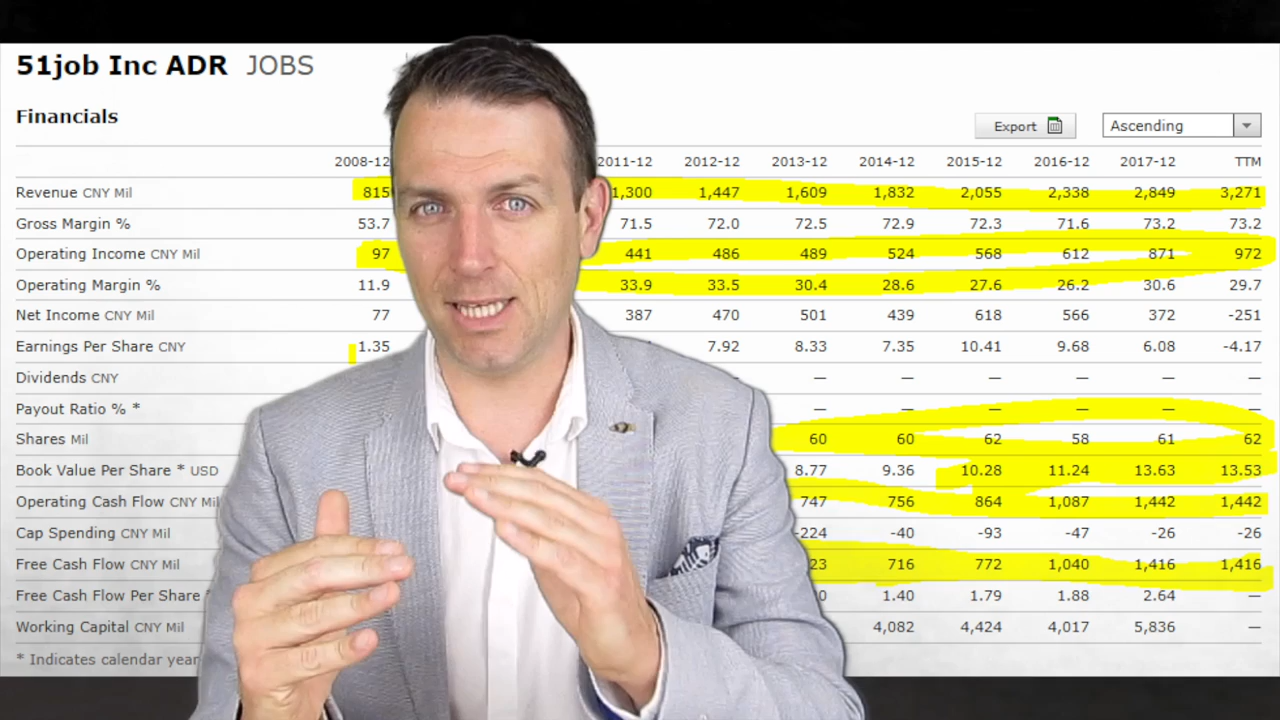 51job Inc ADR JOBS
Financials
Export Ascending
2008-12 2011-12 2012-12 2013-12 2014-12 2015-12 2016-12 2017-12 TTM
Revenue CNY Mil 815 1,300 1,447 1,609 1,832 2,055 2,338 2,849 3,271
Gross Margin % 53.7 71.5 72.0 72.5 72.9 72.3 71.6 73.2 73.2
Operating Income CNY Mil 97 441 486 489 524 568 612 871 972
Operating Margin % 11.9 33.9 33.5 30.4 28.6 27.6 26.2 30.6 29.7
Net Income CNY Mil 77 387 470 501 439 618 566 372 -251
Earnings Per Share CNY 1.35 7.92 8.33 7.35 10.41 9.68 6.08 -4.17
Dividends CNY — — — — — —
Payout Ratio % * — — — — — —
Shares Mil 60 60 62 58 61 62
Book Value Per Share * USD 8.77 9.36 10.28 11.24 13.63 13.53
Operating Cash Flow CNY Mil 747 756 864 1,087 1,442 1,442
Cap Spending CNY Mil -224 -40 -93 -47 -26 -26
Free Cash Flow CNY Mil 23 716 772 1,040 1,416 1,416
Free Cash Flow Per Share 0 1.40 1.79 1.88 2.64 —
Working Capital CNY Mil 4,082 4,424 4,017 5,836 —
* Indicates calendar year